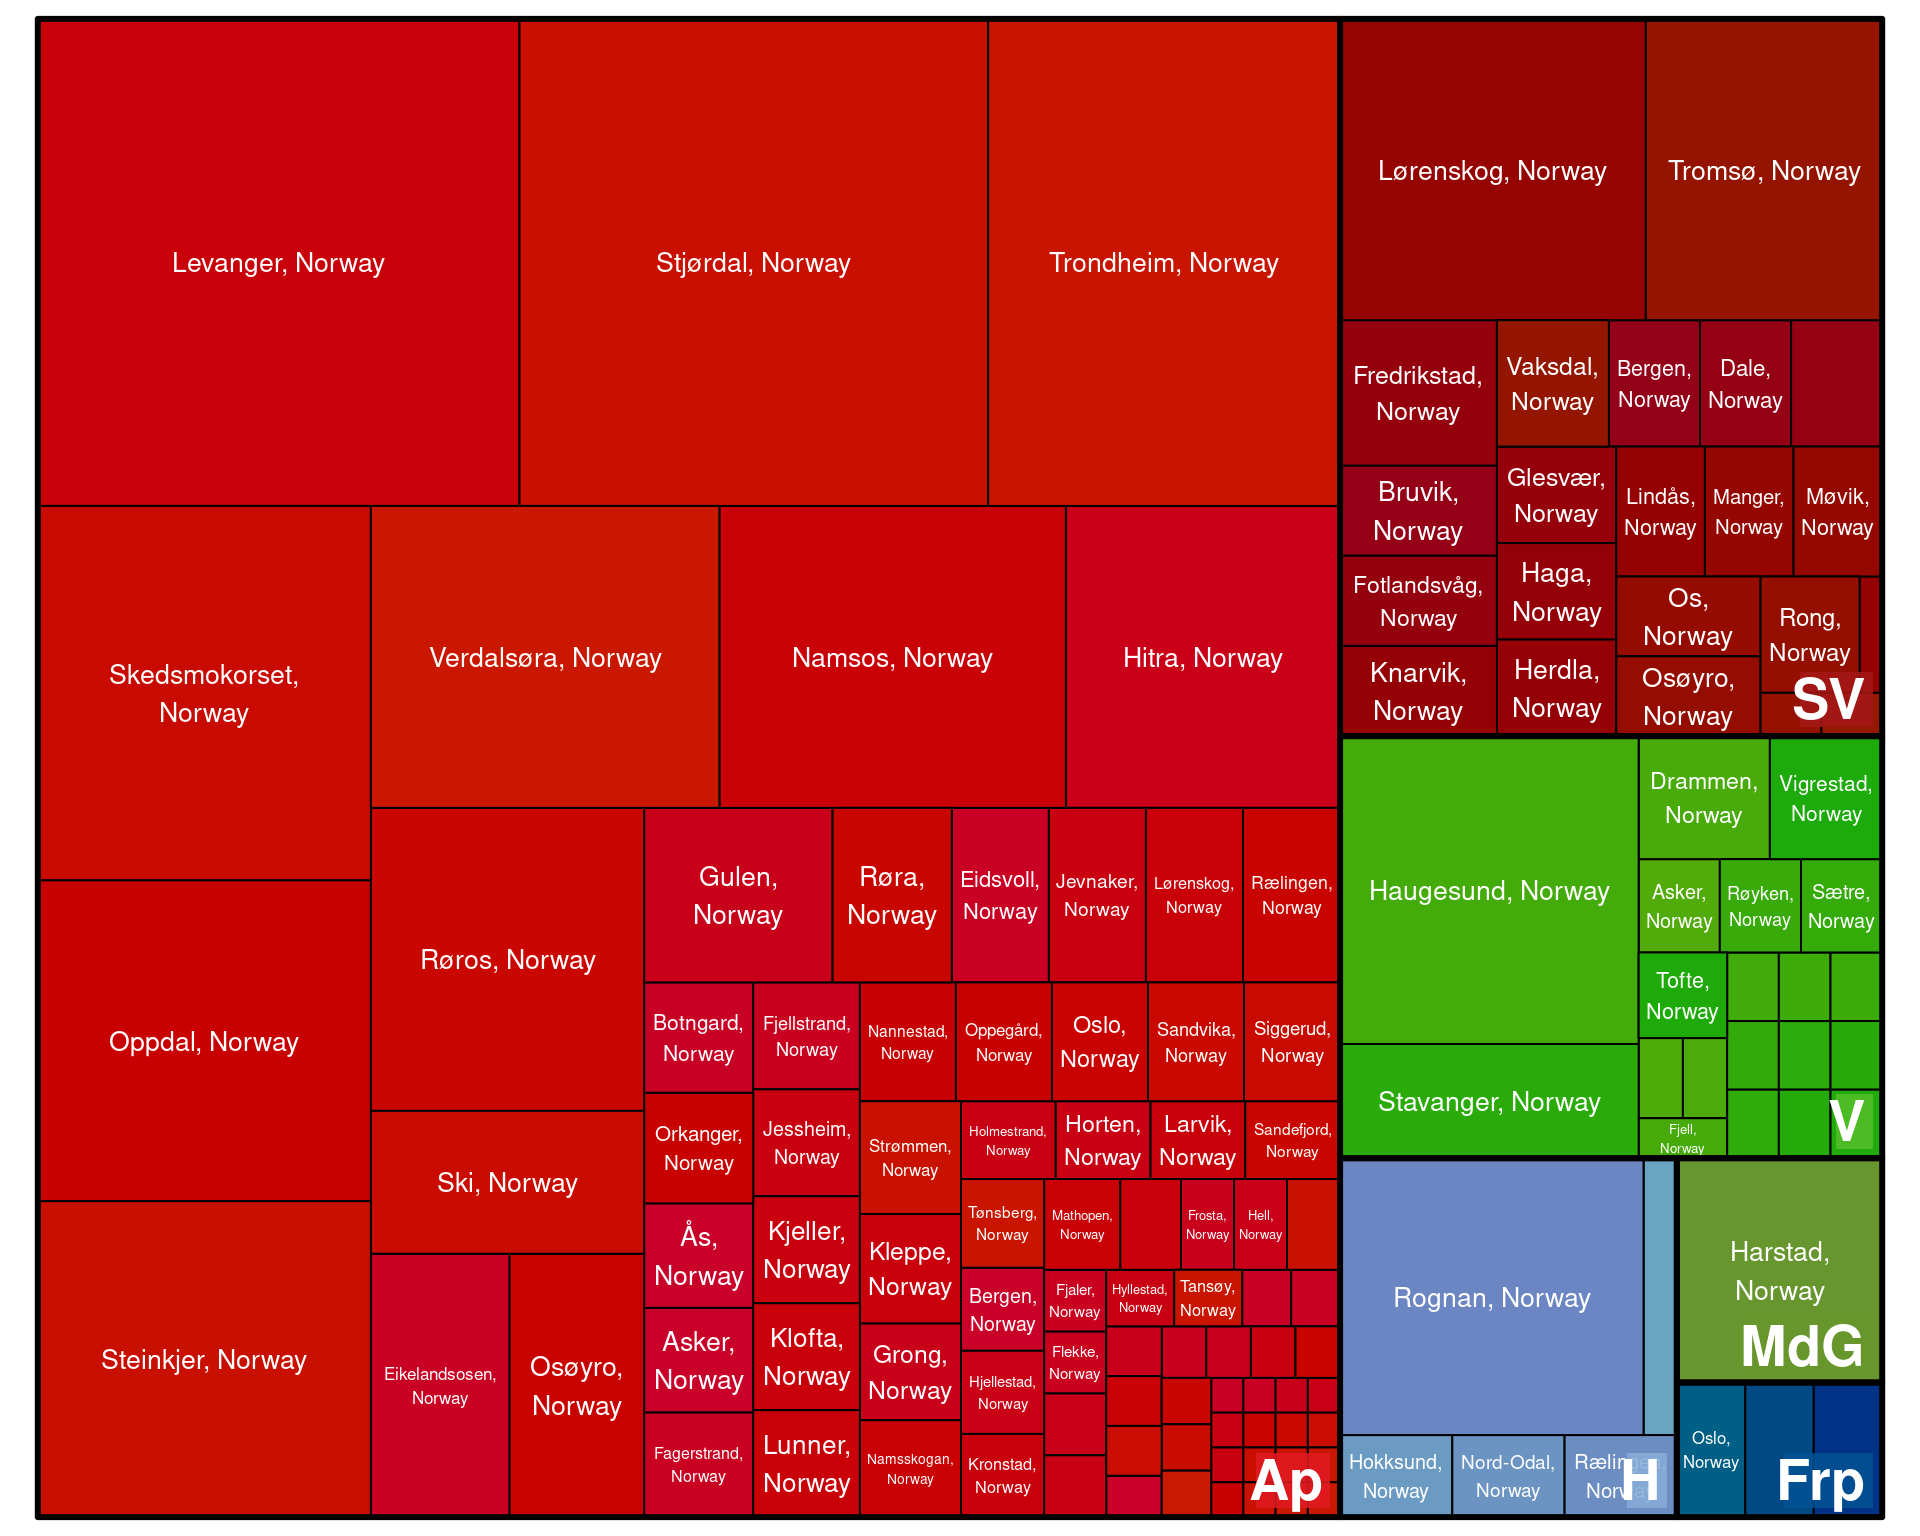 Levanger, Norway
Stjørdal, Norway
Trondheim, Norway
Skedsmokorset,
Norway
Verdalsøra, Norway
Namsos, Norway
Hitra, Norway
Oppdal, Norway
Steinkjer, Norway
Røros, Norway
Ski, Norway
Eikelandsosen,
Norway
Osøyro,
Norway
Gulen,
Norway
Røra,
Norway
Eidsvoll,
Norway
Jevnaker,
Norway
Lørenskog,
Norway
Rælingen,
Norway
Botngard,
Norway
Fjellstrand,
Norway
Nannestad,
Norway
Oppegård,
Norway
Oslo,
Norway
Sandvika,
Norway
Siggerud,
Norway
Orkanger,
Norway
Jessheim,
Norway
Strømmen,
Norway
Holmestrand,
Norway
Horten,
Norway
Larvik,
Norway
Sandefjord,
Norway
Ås,
Norway
Kjeller,
Norway
Kleppe,
Norway
Tønsberg,
Norway
Mathopen,
Norway
Frosta,
Norway
Hell,
Norway
Asker,
Norway
Klofta,
Norway
Grong,
Norway
Bergen,
Norway
Fjaler,
Norway
Hyllestad,
Norway
Tansøy,
Norway
Flekke,
Norway
Hjellestad,
Norway
Fagerstrand,
Norway
Lunner,
Norway
Namsskogan,
Norway
Kronstad,
Norway
Ap
Lørenskog, Norway
Tromsø, Norway
Fredrikstad,
Norway
Vaksdal,
Norway
Bergen,
Norway
Dale,
Norway
Bruvik,
Norway
Glesvær,
Norway
Lindås,
Norway
Manger,
Norway
Møvik,
Norway
Fotlandsvåg,
Norway
Haga,
Norway
Os,
Norway
Rong,
Norway
Knarvik,
Norway
Herdla,
Norway
Osøyro,
Norway
SV
Haugesund, Norway
Drammen,
Norway
Vigrestad,
Norway
Asker,
Norway
Røyken,
Norway
Sætre,
Norway
Tofte,
Norway
Stavanger, Norway
Fjell,
Norway
V
Rognan, Norway
Hokksund,
Norway
Nord-Odal,
Norway
Rælingen,
Norway
H
Harstad,
Norway
MdG
Oslo,
Norway
Frp